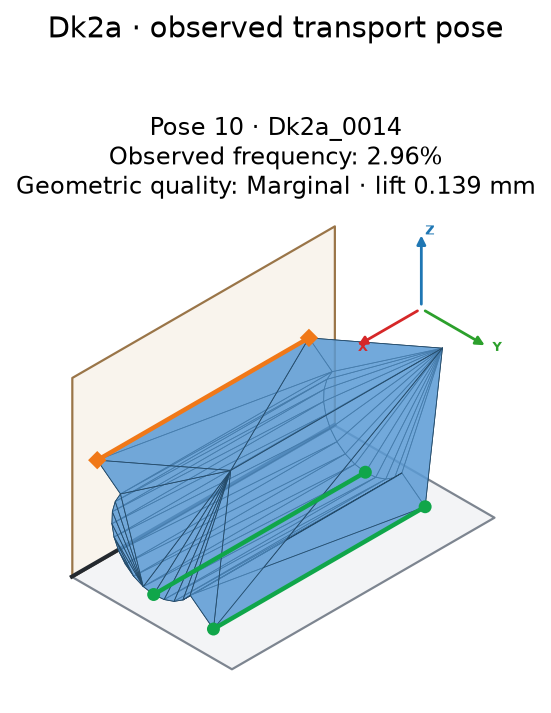 Dk2a · observed transport pose
Pose 10 · Dk2a_0014
Observed frequency: 2.96%
Geometric quality: Marginal · lift 0.139 mm
Z
X
Y